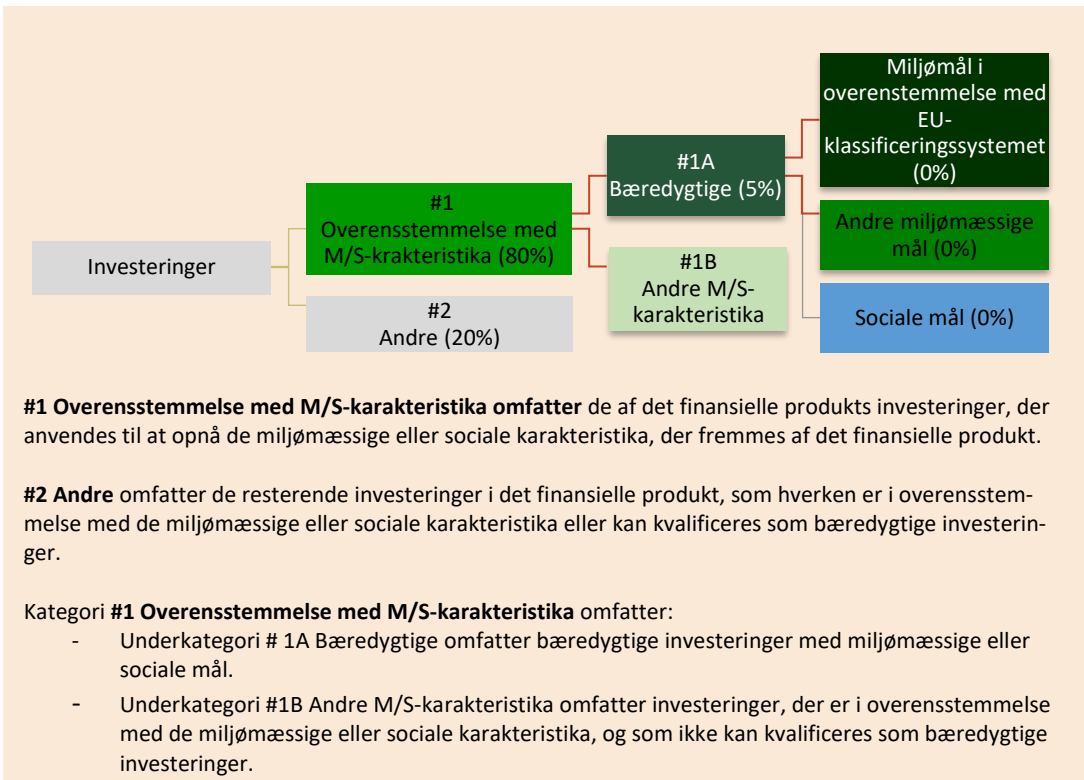 Miljømål i
overenstemmelse med
EU-
klassificeringssystemet
(0%)
#1A
Bæredygtige (5%)
#1
Overensstemmelse med
M/S-krakteristika (80%)
Andre miljømæssige
mål (0%)
Investeringer
#1B
Andre M/S-
karakteristika
#2
Andre (20%)
Sociale mål (0%)
#1 Overensstemmelse med M/S-karakteristika omfatter de af det finansielle produkts investeringer, der
anvendes til at opnå de miljømæssige eller sociale karakteristika, der fremmes af det finansielle produkt.
#2 Andre omfatter de resterende investeringer i det finansielle produkt, som hverken er i overensstem-
melse med de miljømæssige eller sociale karakteristika eller kan kvalificeres som bæredygtige investerin-
ger.
Kategori #1 Overensstemmelse med M/S-karakteristika omfatter:
- Underkategori # 1A Bæredygtige omfatter bæredygtige investeringer med miljømæssige eller
sociale mål.
- Underkategori #1B Andre M/S-karakteristika omfatter investeringer, der er i overensstemmelse
med de miljømæssige eller sociale karakteristika, og som ikke kan kvalificeres som bæredygtige
investeringer.